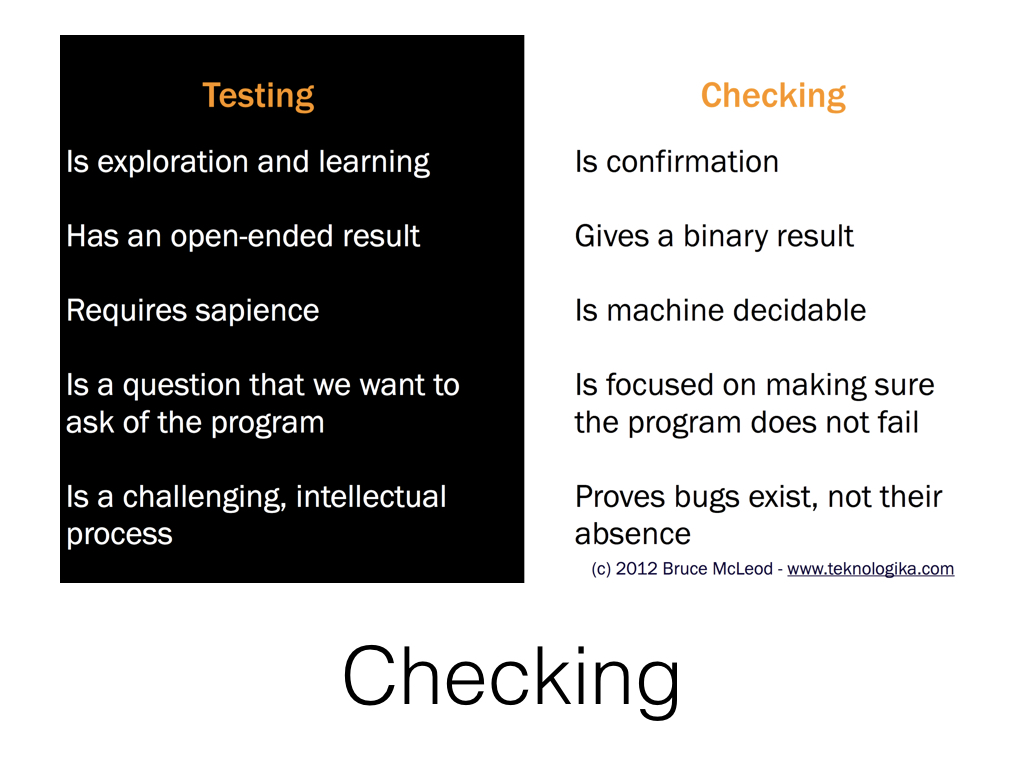 Testing
Is exploration and learning
Has an open-ended result
Requires sapience
Is a question that we want to
ask of the program
Is a challenging, intellectual
process
Checking
Is confirmation
Gives a binary result
Is machine decidable
Is focused on making sure
the program does not fail
Proves bugs exist, not their
absence
(c) 2012 Bruce McLeod - www.teknologika.com
Checking